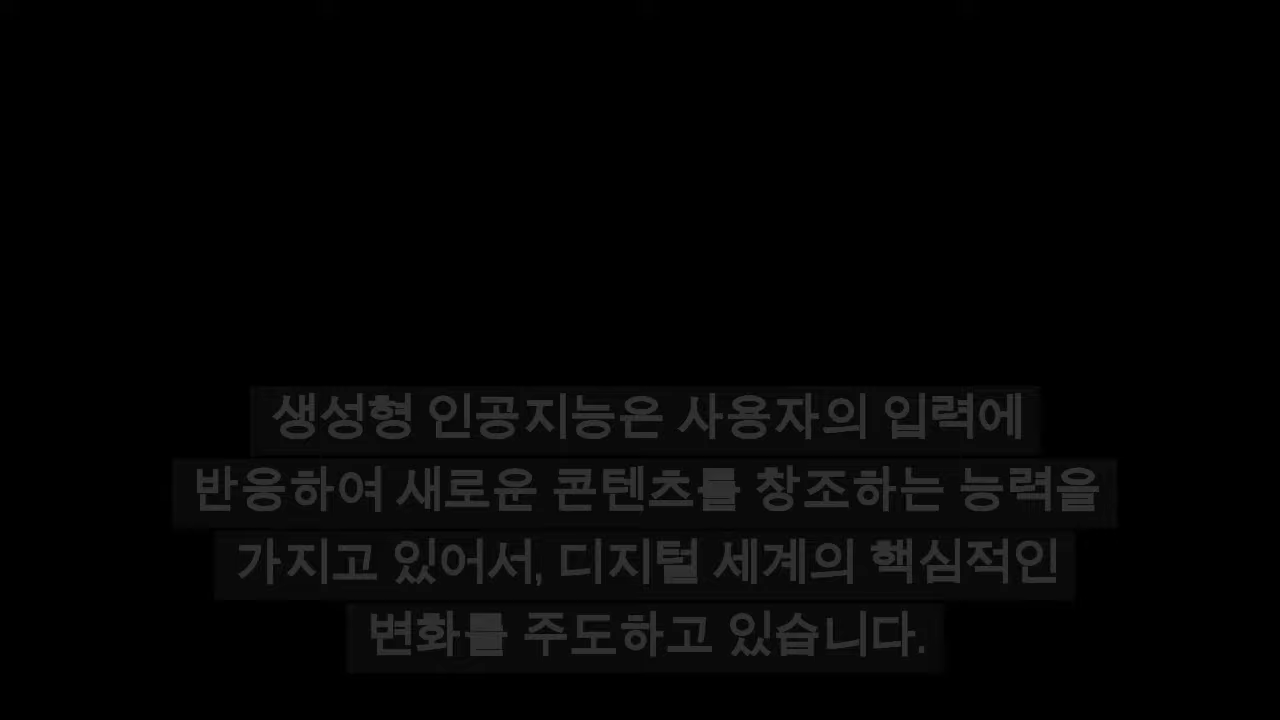 생성형 인공지능은 사용자의 입력에
반응하여 새로운 콘텐츠를 창조하는 능력을
가지고 있어서, 디지털 세계의 핵심적인
변화를 주도하고 있습니다.